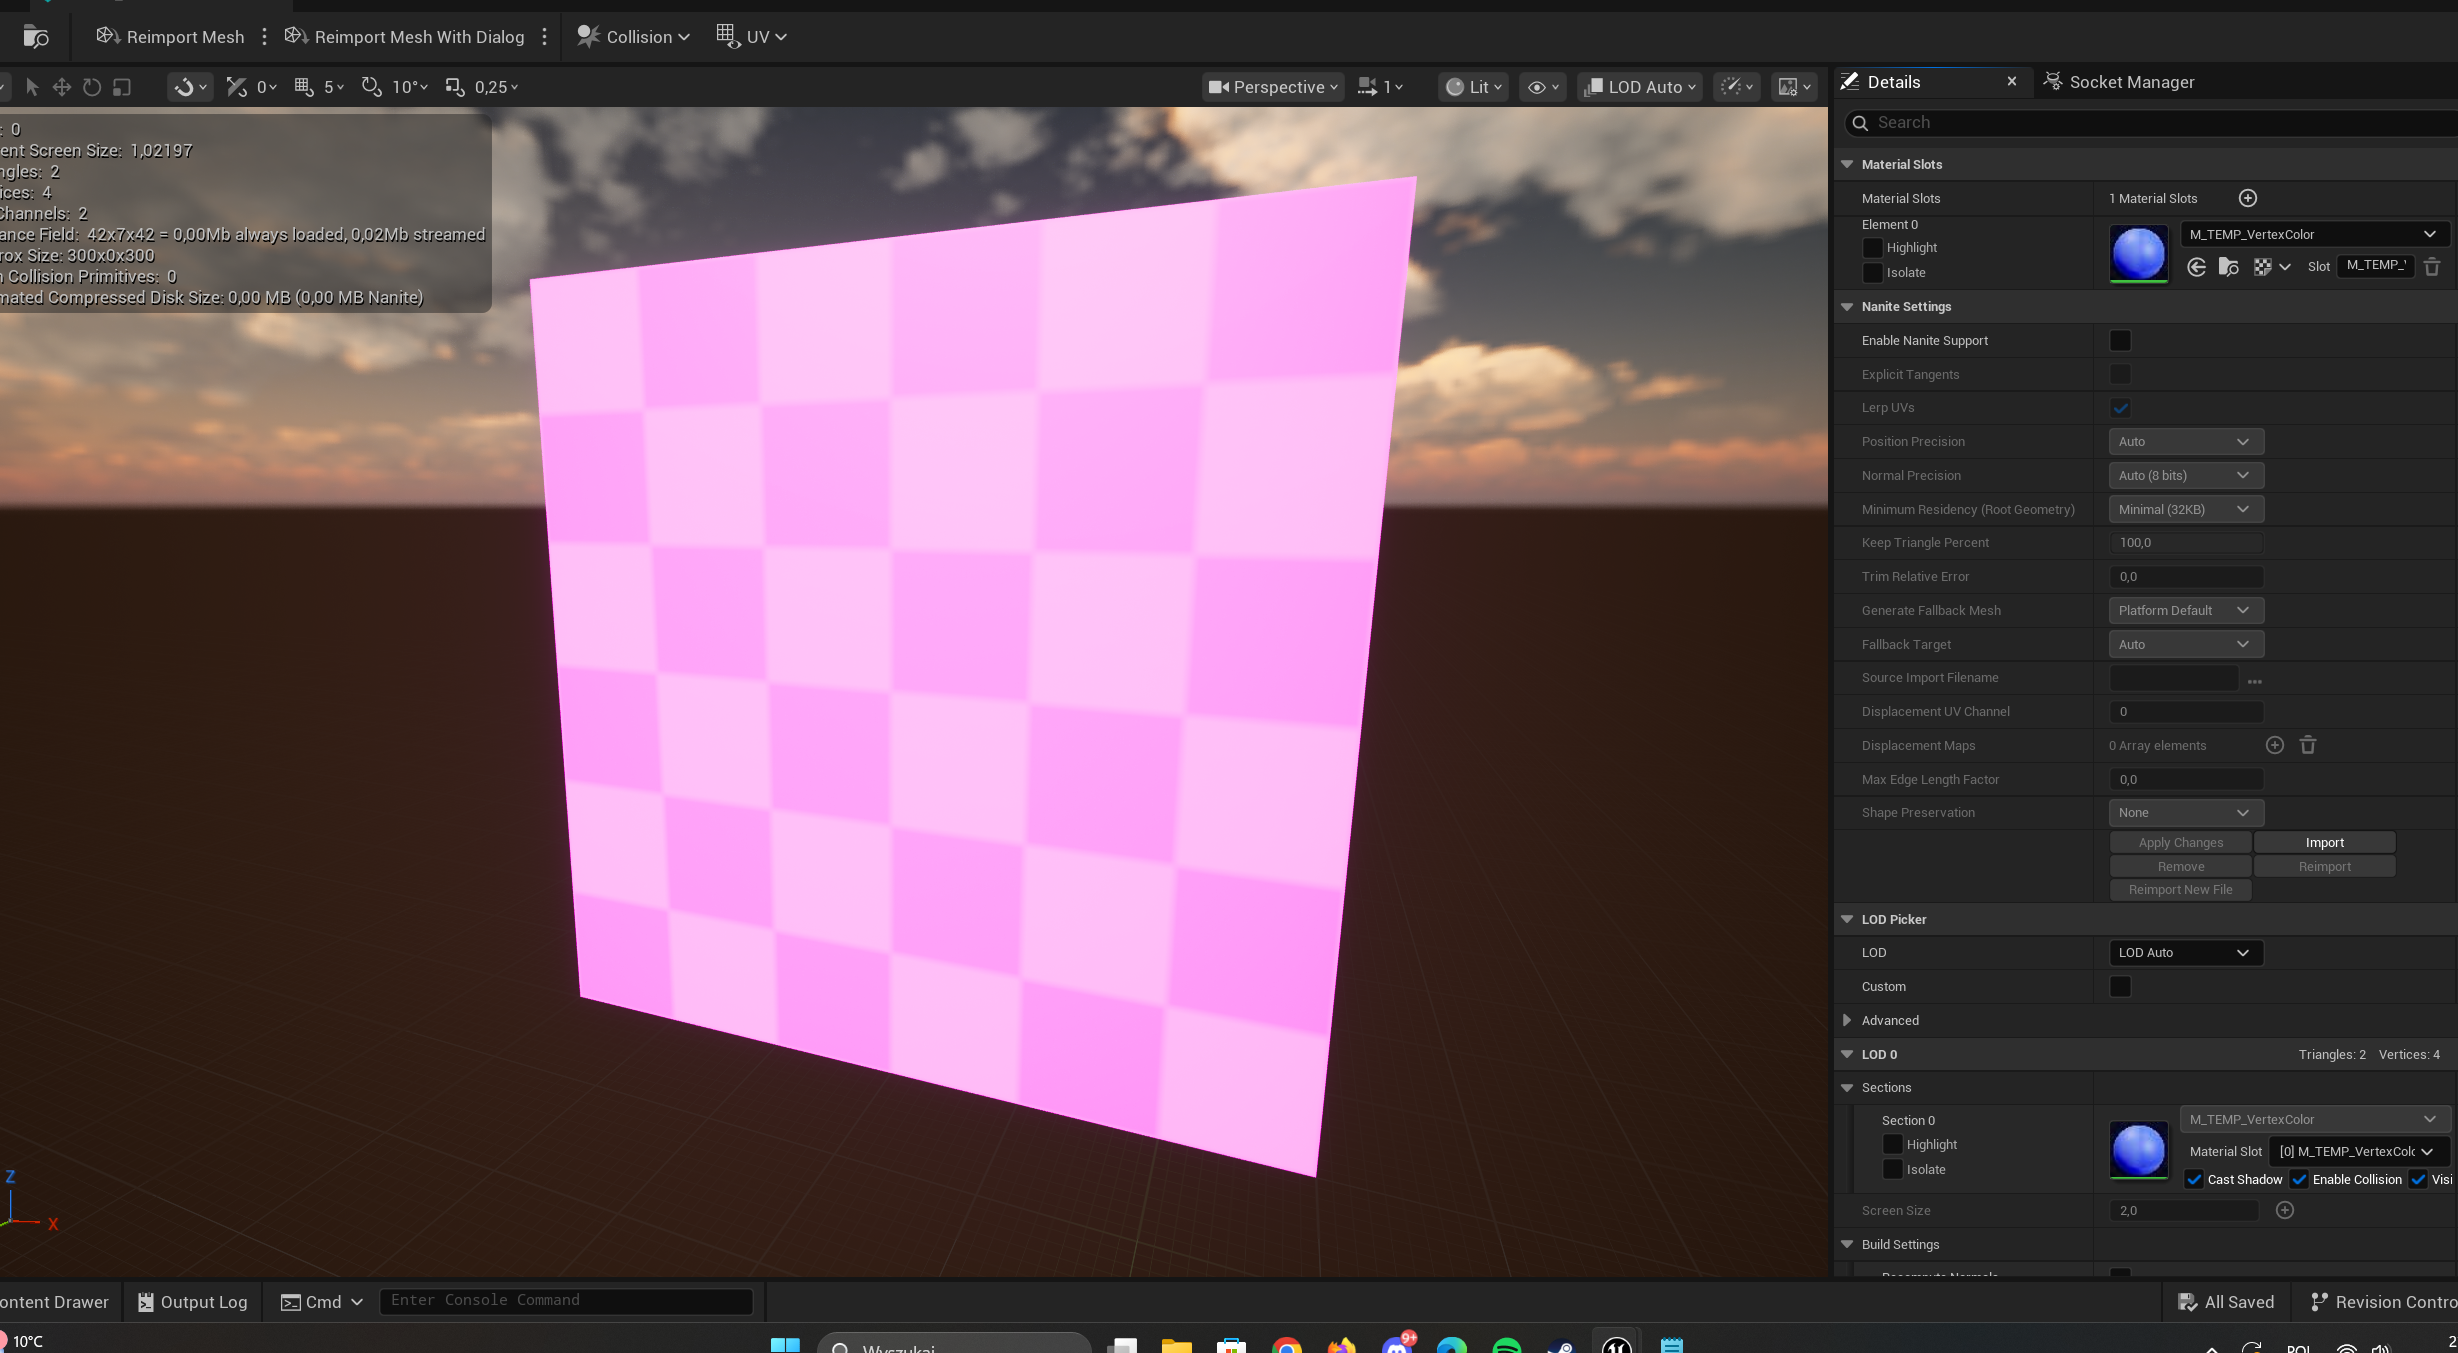 Reimport Mesh
Reimport Mesh With Dialog
Collision
UV
0
5
10°
0,25
Perspective
1
Lit
LOD Auto
Details
Socket Manager
Search
: 0
ent Screen Size: 1,02197
ngles: 2
ices: 4
Channels: 2
ance Field: 42x7x42 = 0,00Mb always loaded, 0,02Mb streamed
rox Size: 300x0x300
n Collision Primitives: 0
mated Compressed Disk Size: 0,00 MB (0,00 MB Nanite)
Z
X
Material Slots
Material Slots 1 Material Slots
Element 0
Highlight
Isolate
M_TEMP_VertexColor
Slot M_TEMP_
Nanite Settings
Enable Nanite Support
Explicit Tangents
Lerp UVs
Position Precision Auto
Normal Precision Auto (8 bits)
Minimum Residency (Root Geometry) Minimal (32KB)
Keep Triangle Percent 100,0
Trim Relative Error 0,0
Generate Fallback Mesh Platform Default
Fallback Target Auto
Source Import Filename ...
Displacement UV Channel 0
Displacement Maps 0 Array elements
Max Edge Length Factor 0,0
Shape Preservation None
Apply Changes Import
Remove Reimport
Reimport New File
LOD Picker
LOD LOD Auto
Custom
Advanced
LOD 0 Triangles: 2 Vertices: 4
Sections
Section 0
Highlight
Isolate
M_TEMP_VertexColor
Material Slot [0] M_TEMP_VertexColc
Cast Shadow Enable Collision Visi
Screen Size 2,0
Build Settings
ontent Drawer
Output Log
Cmd
Enter Console Command
All Saved
Revision Contro
10°C
Wyszukaj
9+
POL